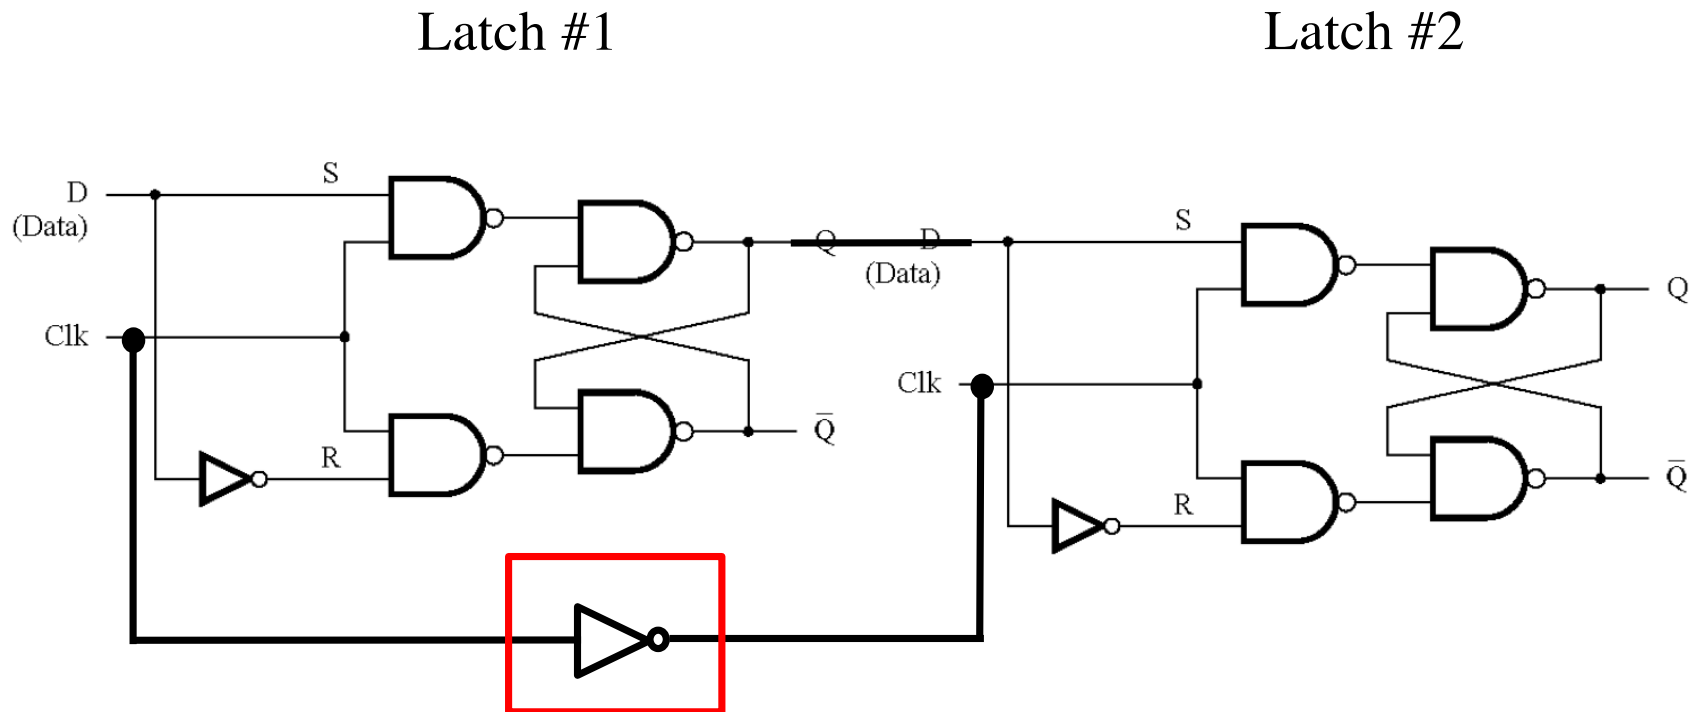 Latch #1
Latch #2
D
(Data)
S
Clk
R
Q
Q̅
D
(Data)
S
Clk
R
Q
Q̅